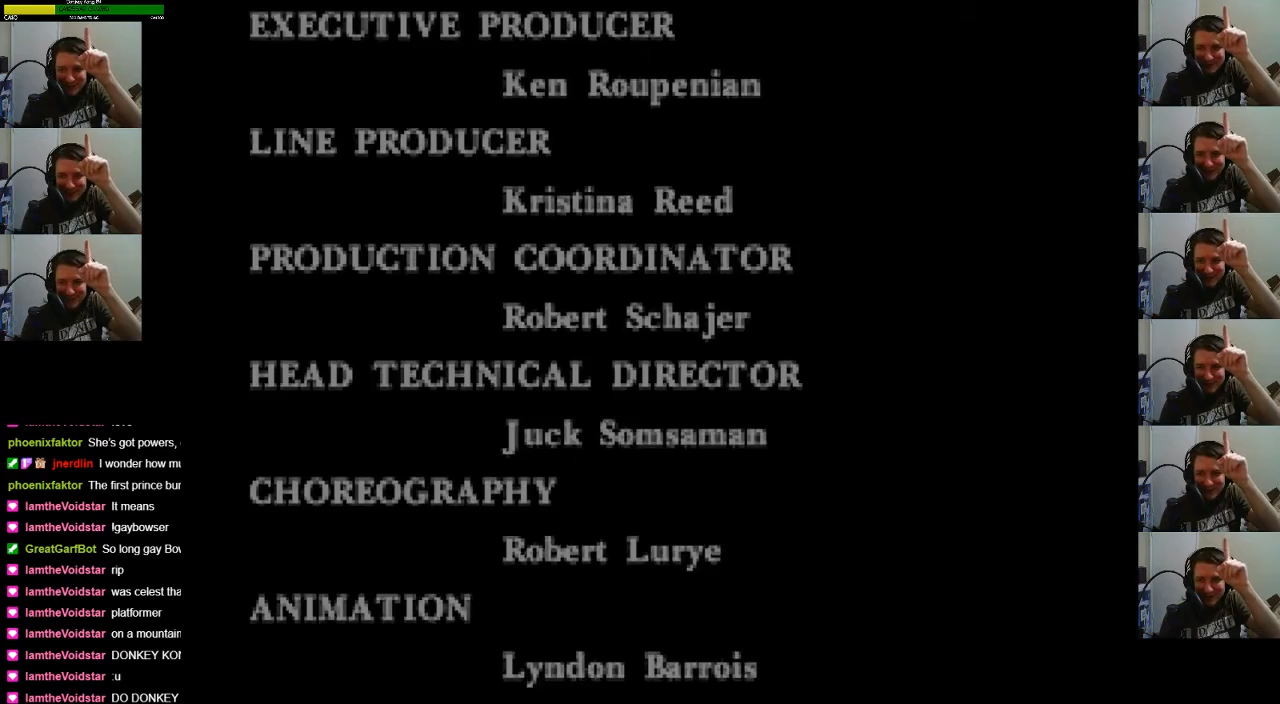 EXECUTIVE PRODUCER
Ken Roupenian
LINE PRODUCER
Kristina Reed
PRODUCTION COORDINATOR
Robert Schajer
HEAD TECHNICAL DIRECTOR
Juck Somsaman
CHOREOGRAPHY
Robert Lurye
ANIMATION
Lyndon Barrois
phoenixfaktor She's got powers,
jnerdlin I wonder how mu
phoenixfaktor The first prince bur
IamtheVoidstar It means
IamtheVoidstar !gaybowser
GreatGarfBot So long gay Bow
IamtheVoidstar rip
IamtheVoidstar was celest tha
IamtheVoidstar platformer
IamtheVoidstar on a mountain
IamtheVoidstar DONKEY KON
IamtheVoidstar :u
IamtheVoidstar DO DONKEY